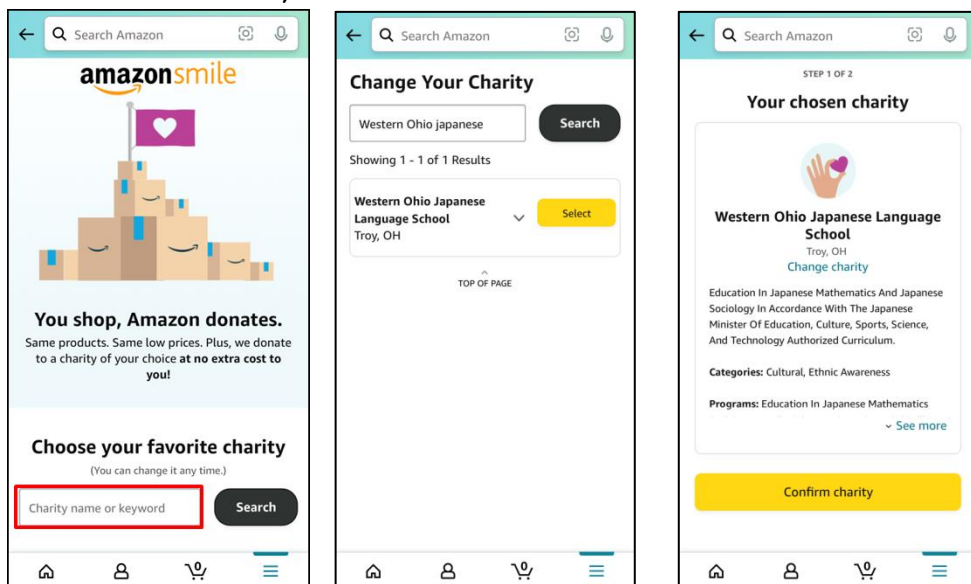 Search Amazon
amazonsmile
You shop, Amazon donates.
Same products. Same low prices. Plus, we donate
to a charity of your choice at no extra cost to
you!
Choose your favorite charity
(You can change it any time.)
Charity name or keyword
Search
0
Search Amazon
Change Your Charity
Western Ohio japanese
Search
Showing 1 - 1 of 1 Results
Western Ohio Japanese
Language School
Troy, OH
Select
TOP OF PAGE
0
Search Amazon
STEP 1 OF 2
Your chosen charity
Western Ohio Japanese Language
School
Troy, OH
Change charity
Education In Japanese Mathematics And Japanese
Sociology In Accordance With The Japanese
Minister Of Education, Culture, Sports, Science,
And Technology Authorized Curriculum.
Categories: Cultural, Ethnic Awareness
Programs: Education In Japanese Mathematics
See more
Confirm charity
0